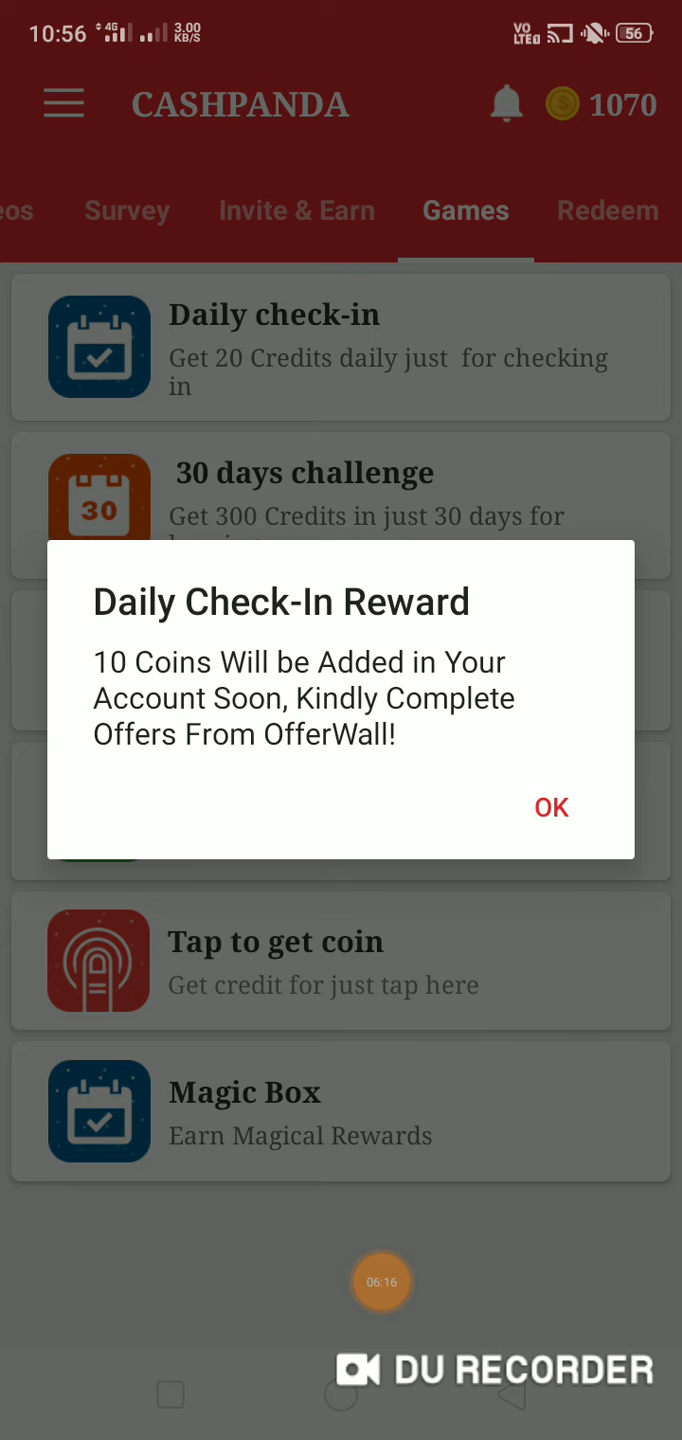 10:56 4G 3.00 KB/S VO LTE 56
CASHPANDA 1070
eos Survey Invite & Earn Games Redeem
Daily check-in
Get 20 Credits daily just for checking
in
30 days challenge
30
Get 300 Credits in just 30 days for
Daily Check-In Reward
10 Coins Will be Added in Your
Account Soon, Kindly Complete
Offers From OfferWall!
OK
Tap to get coin
Get credit for just tap here
Magic Box
Earn Magical Rewards
06:16
DU RECORDER